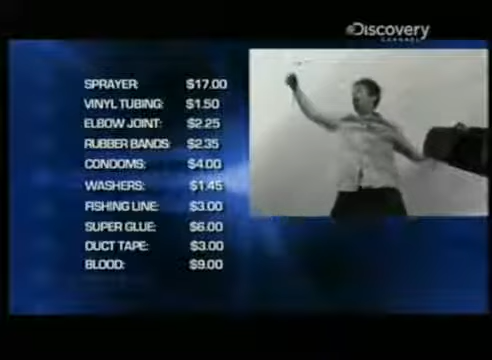 Discovery
CHANNEL
SPRAYER: $17.00
VINYL TUBING: $1.50
ELBOW JOINT: $2.25
RUBBER BANDS: $2.35
CONDOMS: $4.00
WASHERS: $1.45
FISHING LINE: $3.00
SUPER GLUE: $6.00
DUCT TAPE: $3.00
BLOOD: $9.00